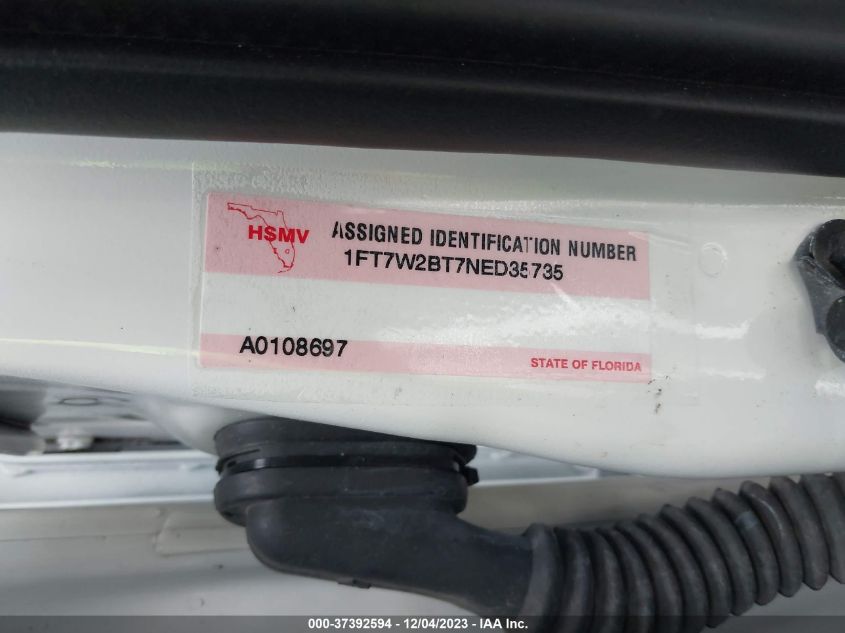 HSMV
ASSIGNED IDENTIFICATION NUMBER
1FT7W2BT7NED35735
A0108697
STATE OF FLORIDA
000-37392594 - 12/04/2023 - IAA Inc.